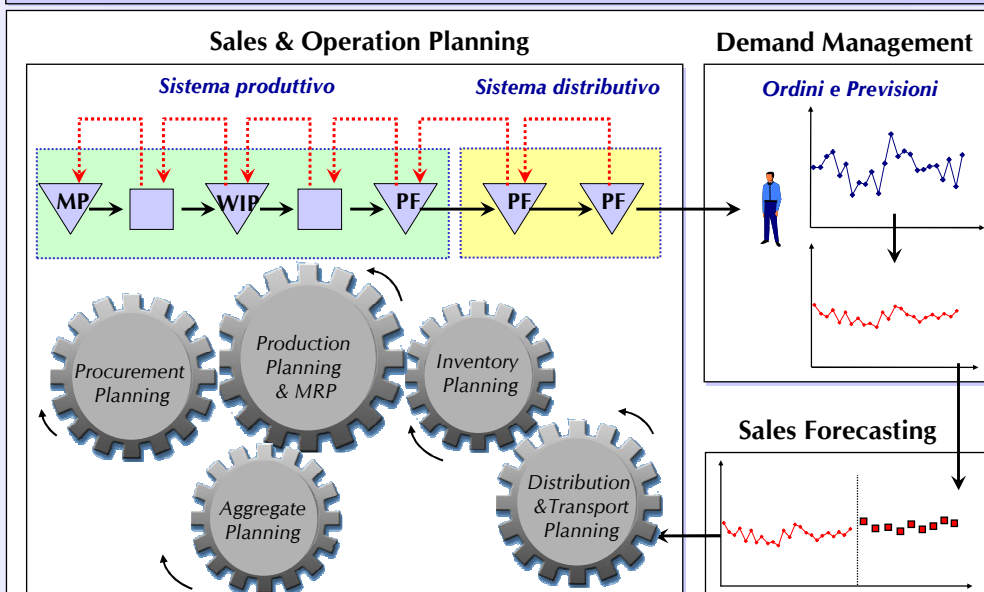 Sales & Operation Planning
Demand Management
Sistema produttivo
Sistema distributivo
Ordini e Previsioni
MP
WIP
PF
PF
PF
Procurement
Planning
Production
Planning
& MRP
Inventory
Planning
Aggregate
Planning
Distribution
&Transport
Planning
Sales Forecasting